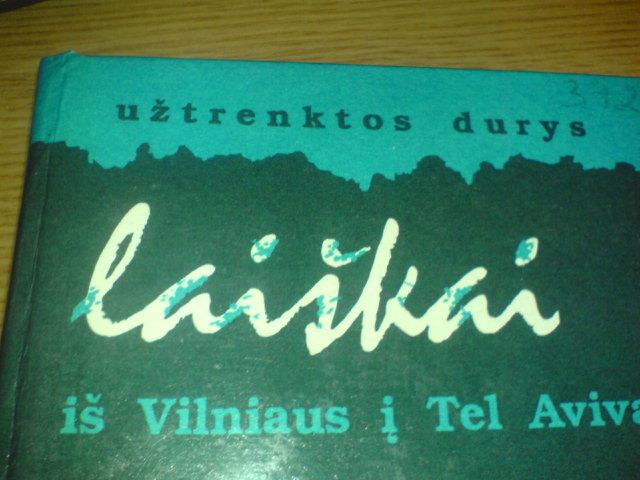 užtrenktos durys
laiškai
iš Vilniaus į Tel Aviva